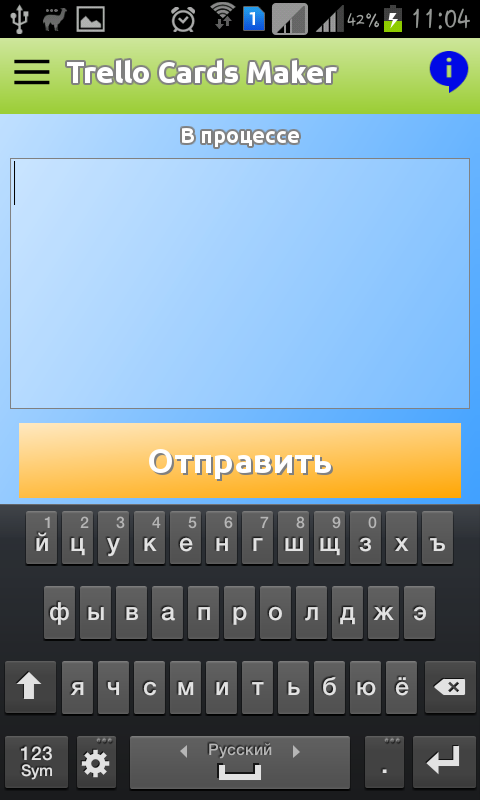 1 42% 11:04
Trello Cards Maker i
В процессе
Отправить
1 2 3 4 5 6 7 8 9 0
й ц у к е н г ш щ з х ъ
ф ы в а п р о л д ж э
я ч с м и т ь б ю ё
123 Русский .
Sym